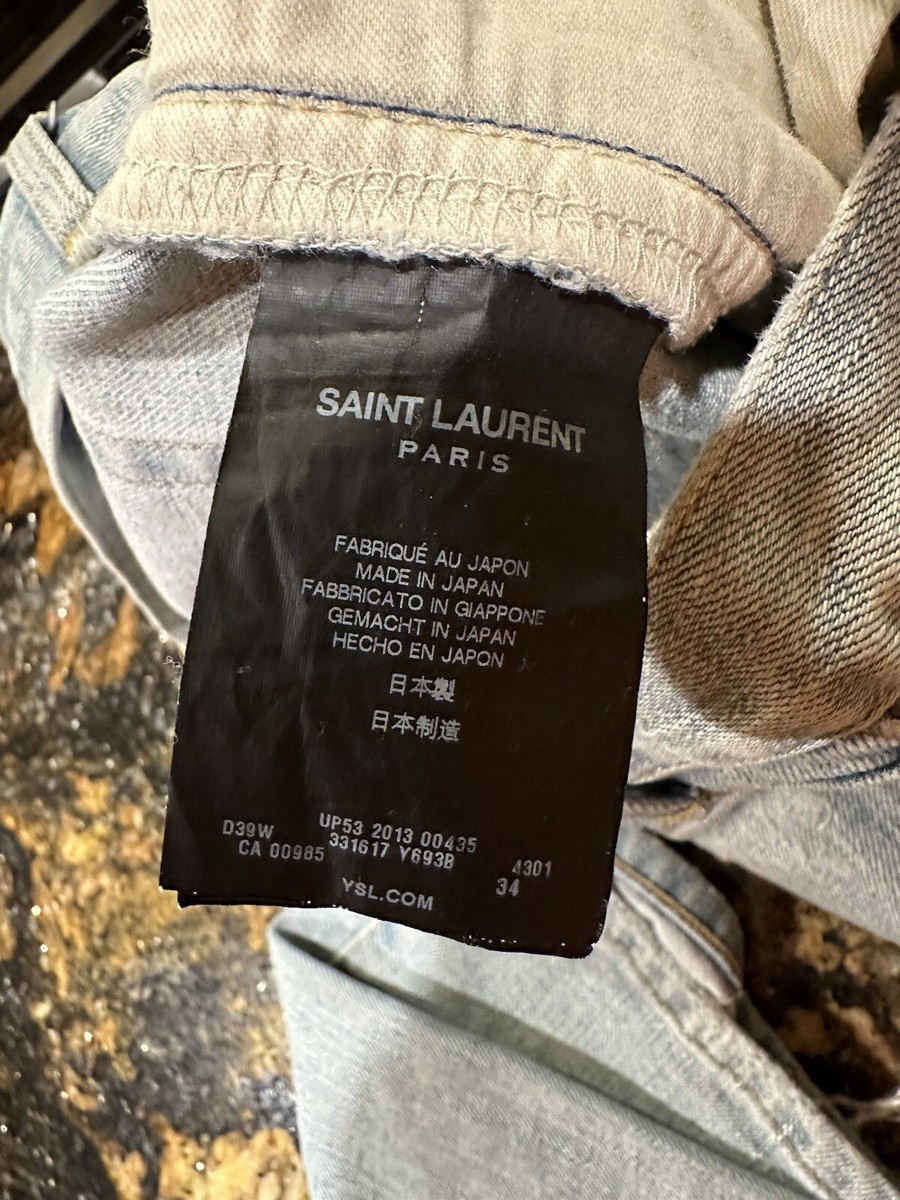 SAINT LAURENT
PARIS
FABRIQUÉ AU JAPON
MADE IN JAPAN
FABBRICATO IN GIAPPONE
GEMACHT IN JAPAN
HECHO EN JAPON
日本製
日本制造
D39W UP53 2013 00435
CA 00985 331617 Y693B 4301
34
YSL.COM